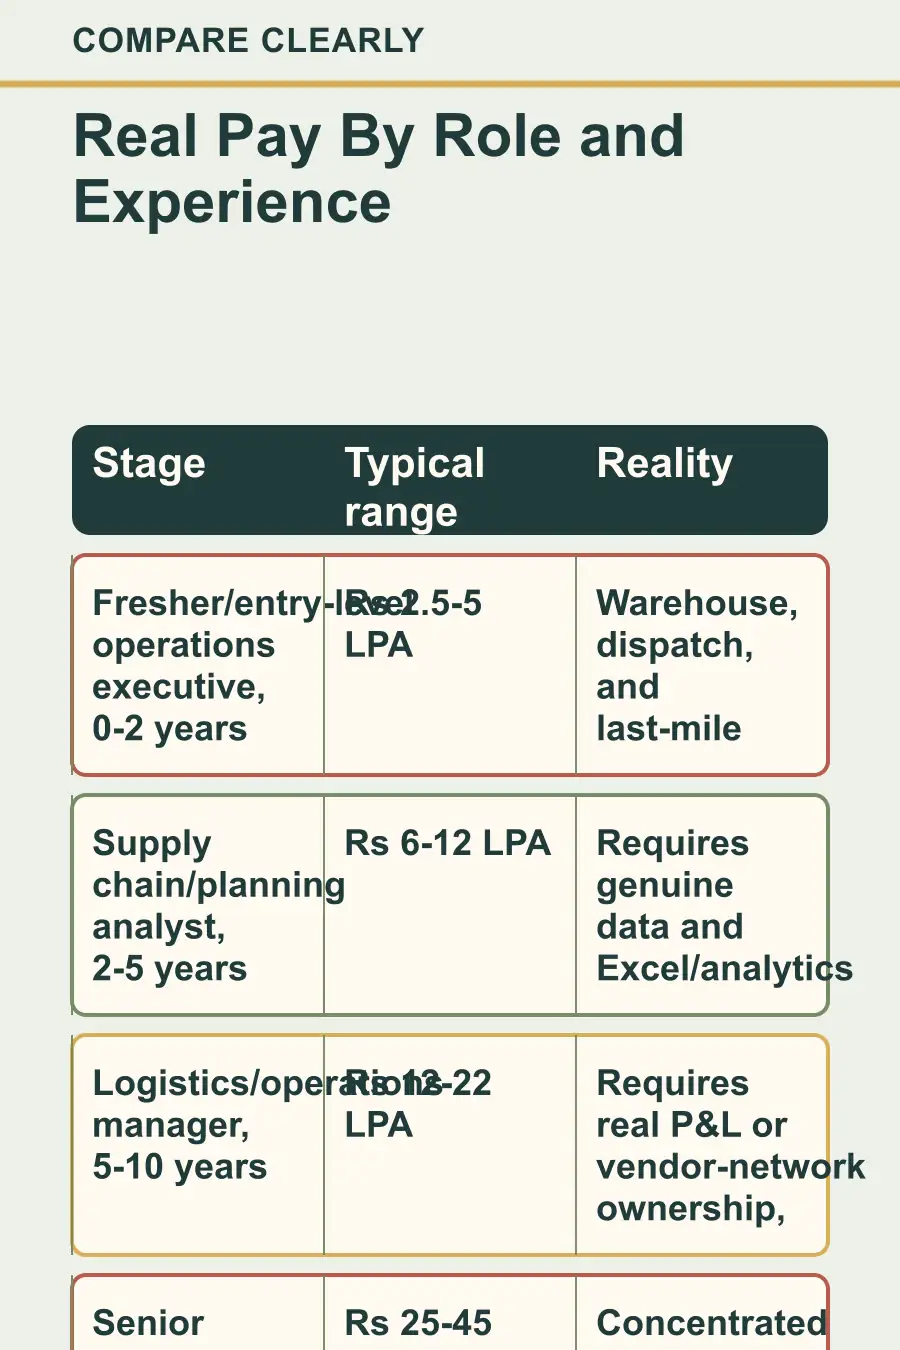 COMPARE CLEARLY
Real Pay By Role and
Experience
Stage
Typical
range
Reality
Fresher/entry-level
operations
executive,
0-2 years
Rs 2.5-5
LPA
Warehouse,
dispatch,
and
last-mile
Supply
chain/planning
analyst,
2-5 years
Rs 6-12 LPA
Requires
genuine
data and
Excel/analytics
Logistics/operations
manager,
5-10 years
Rs 12-22
LPA
Requires
real P&L or
vendor-network
ownership,
Senior
Rs 25-45
Concentrated